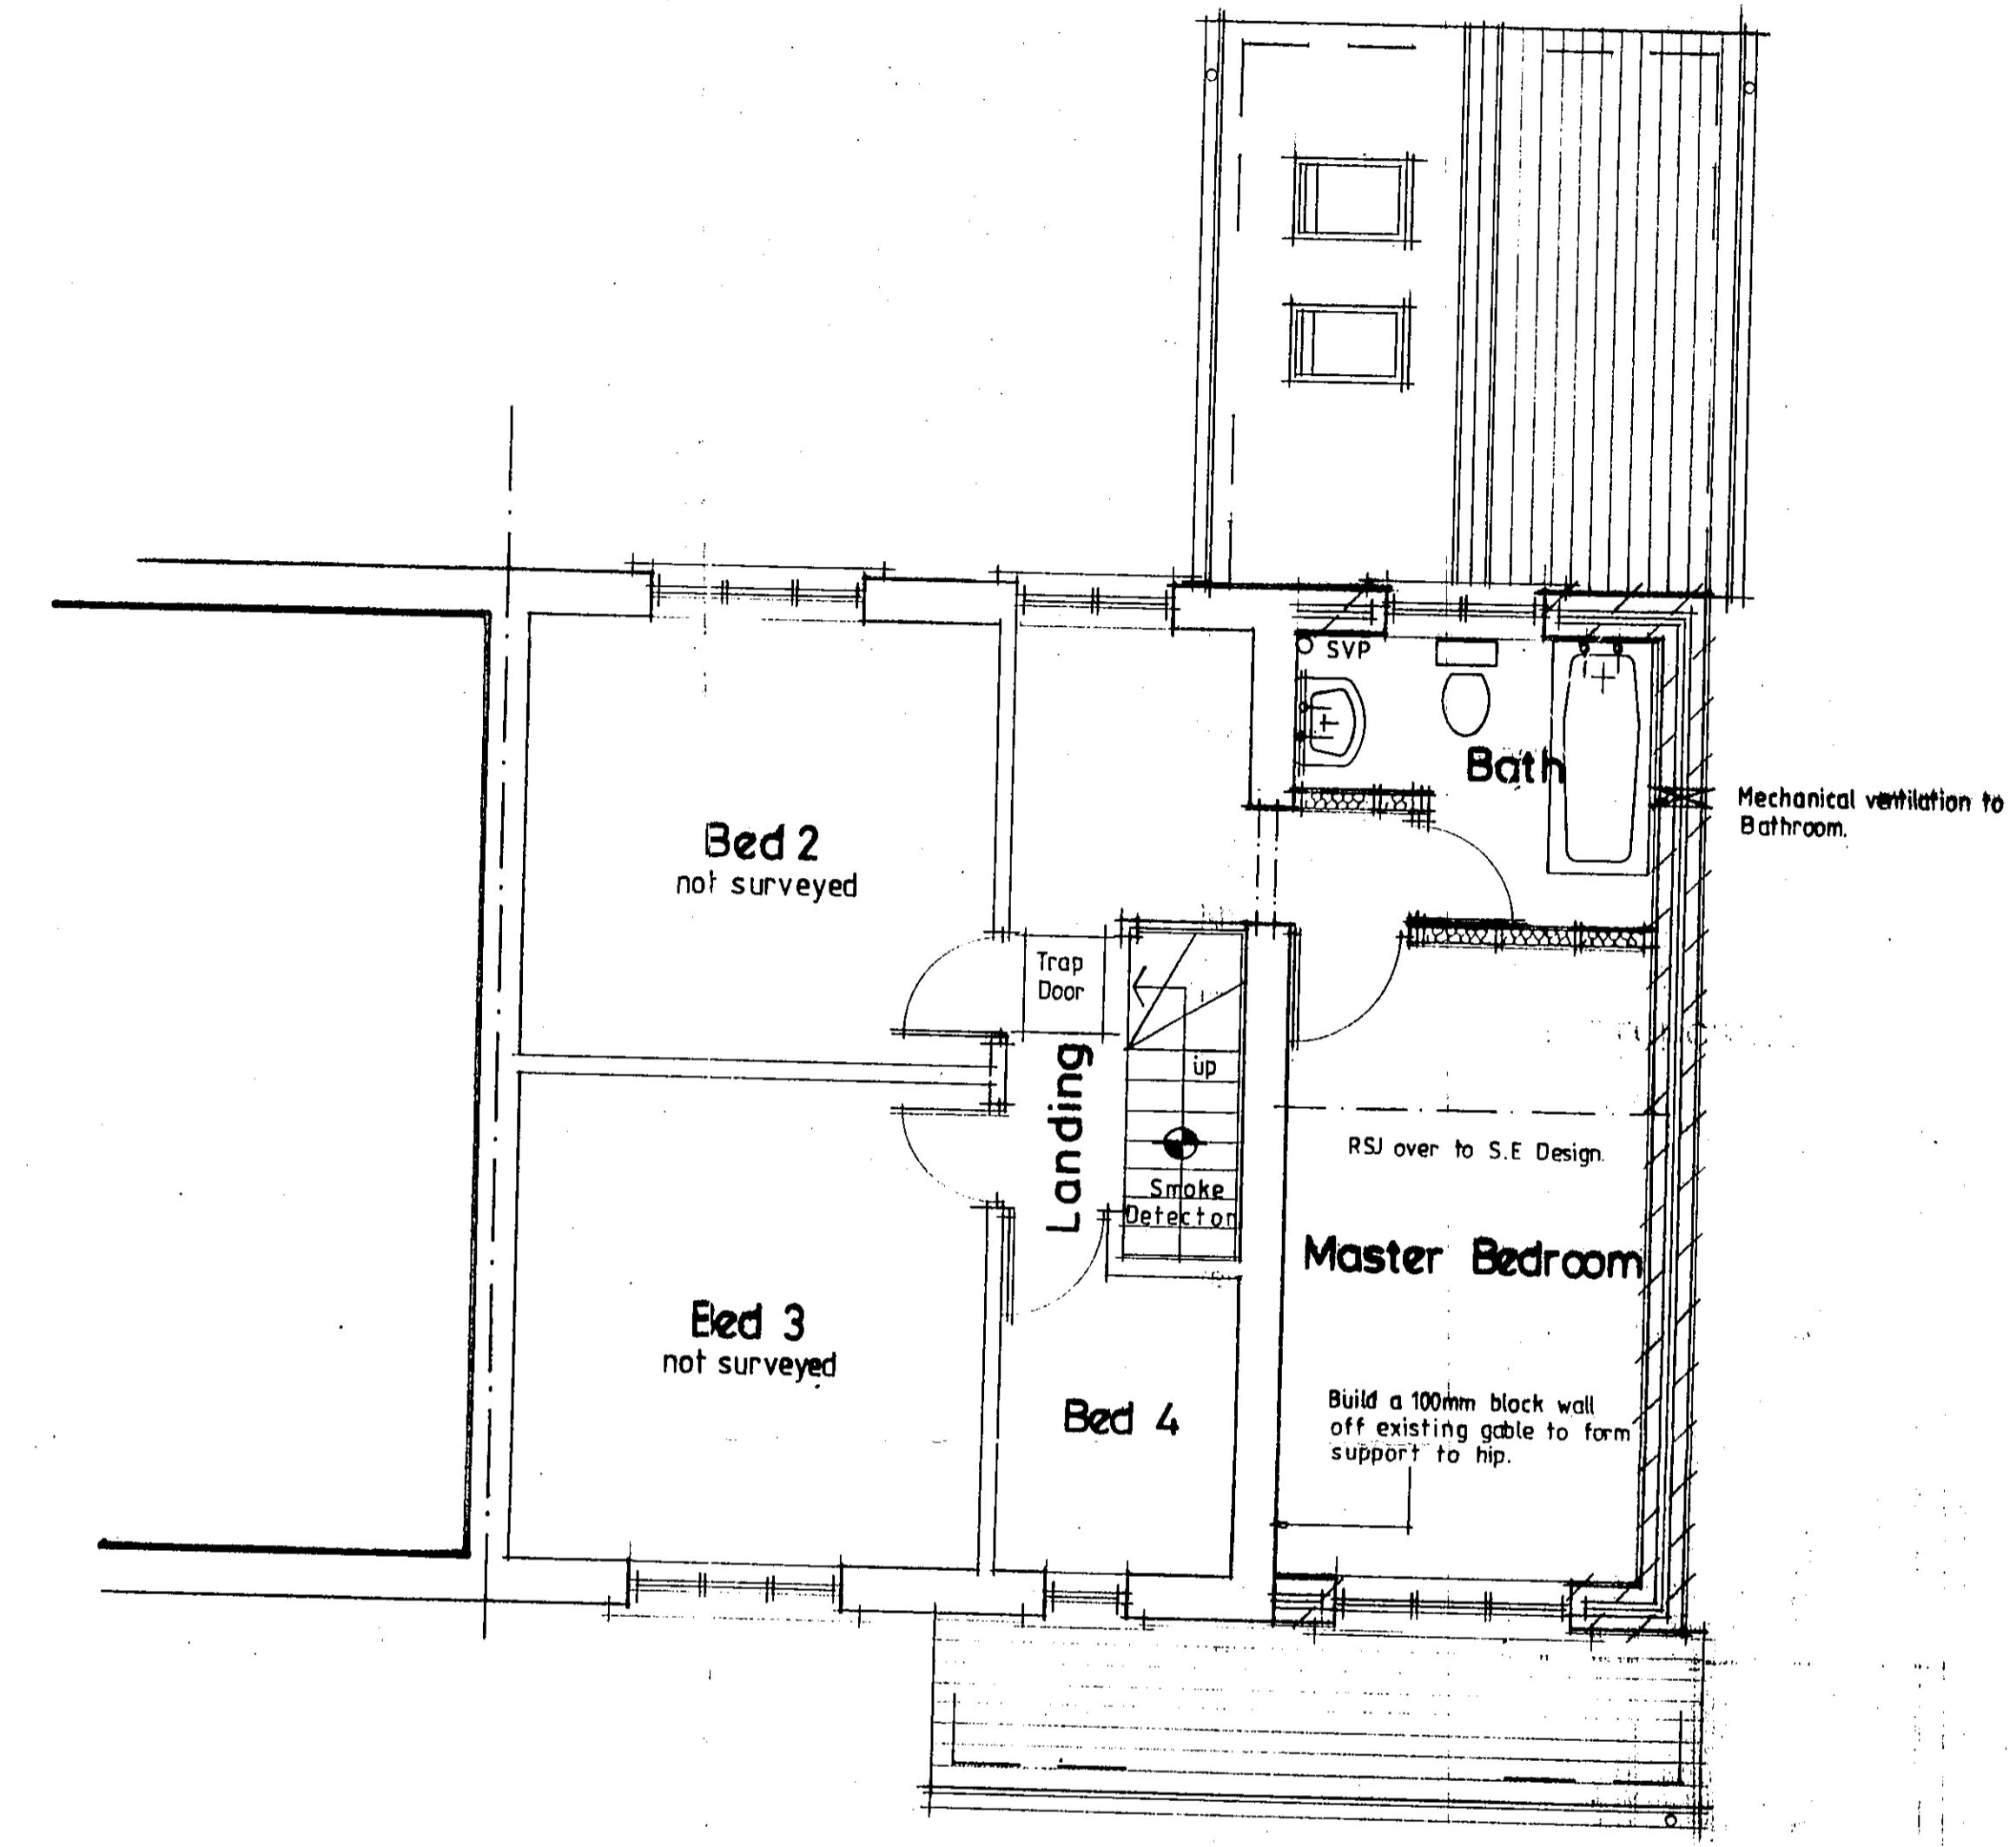 SVP
Bath
Mechanical ventilation to
Bathroom.
Bed 2
not surveyed
Trap
Door
Landing
up
RSJ over to S.E Design.
Smoke
Detector
Master Bedroom
Bed 3
not surveyed
Bed 4
Build a 100mm block wall
off existing gable to form
support to hip.